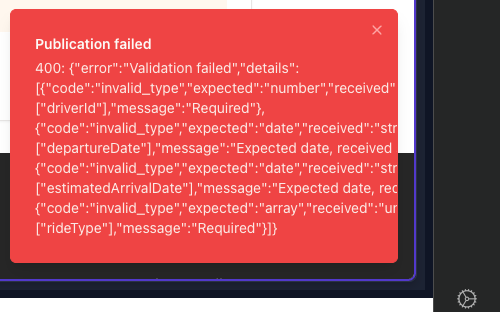 Publication failed
400: {"error":"Validation failed","details":
[{"code":"invalid_type","expected":"number","received"
["driverId"],"message":"Required"},
{"code":"invalid_type","expected":"date","received":"str
["departureDate"],"message":"Expected date, received
{"code":"invalid_type","expected":"date","received":"str
["estimatedArrivalDate"],"message":"Expected date, rec
{"code":"invalid_type","expected":"array","received":"un
["rideType"],"message":"Required"}]}